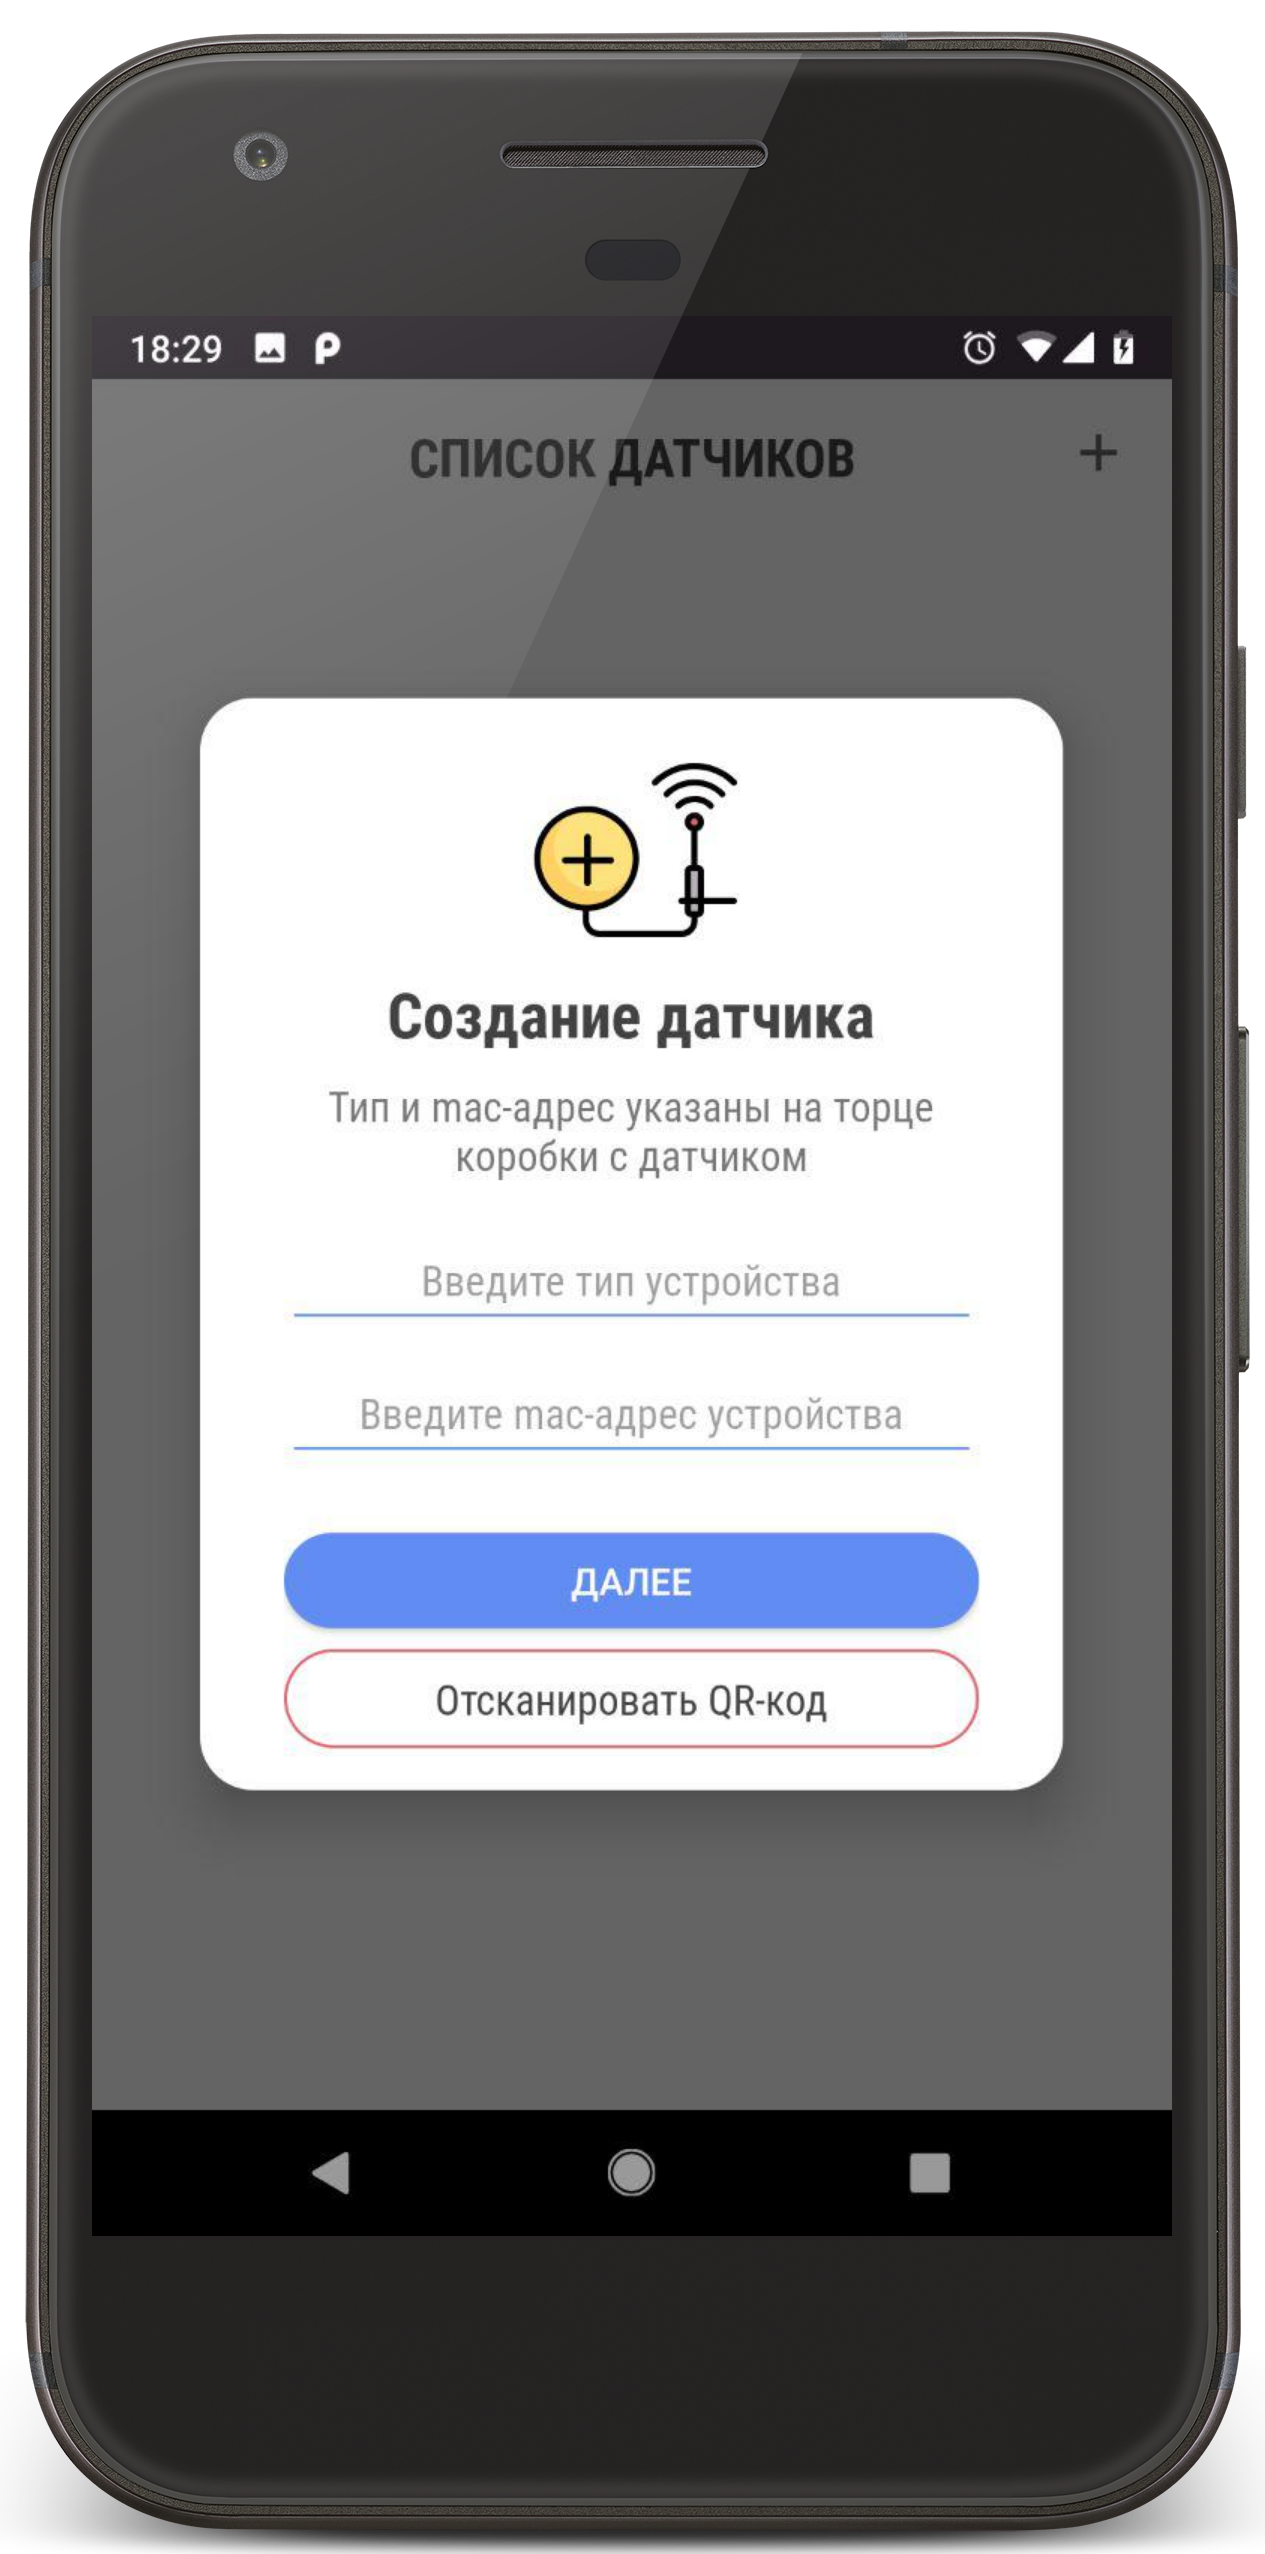 18:29
СПИСОК ДАТЧИКОВ
Создание датчика
Тип и mac-адрес указаны на торце
коробки с датчиком
Введите тип устройства
Введите mac-адрес устройства
ДАЛЕЕ
Отсканировать QR-код